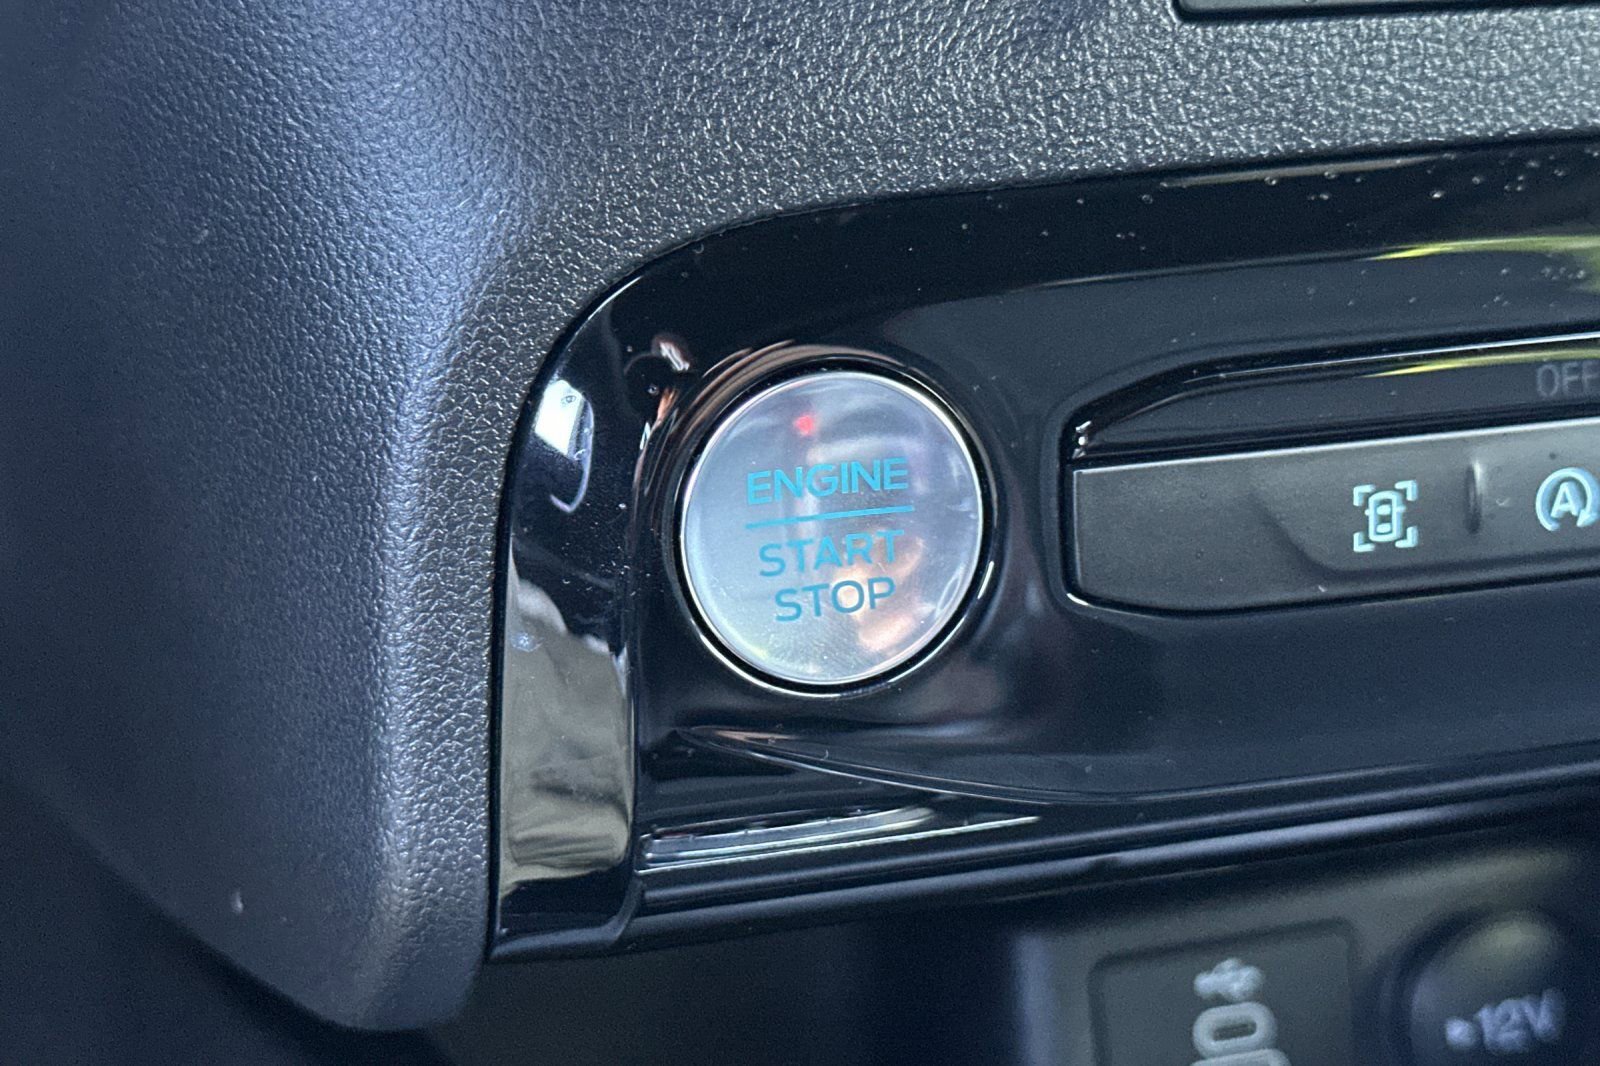 ENGINE
START
STOP
OFF
A
12V